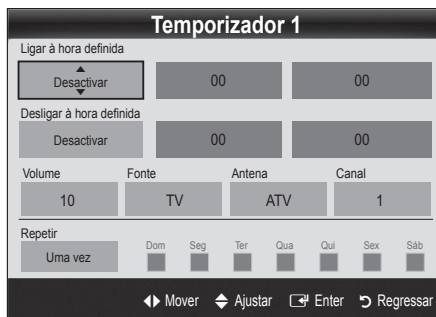 Temporizador 1
Ligar à hora definida
Desactivar 00 00
Desligar à hora definida
Desactivar 00 00
Volume Fonte Antena Canal
10 TV ATV 1
Repetir
Uma vez Dom Seg Ter Qua Qui Sex Sáb
Mover Ajustar Enter Regressar